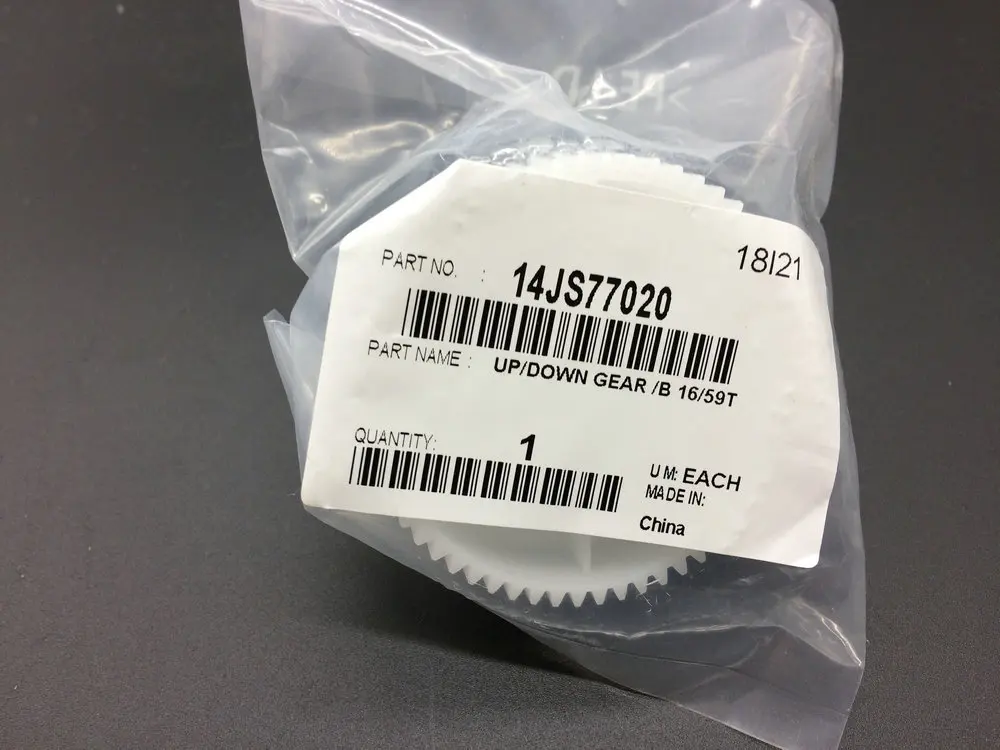 18I21
PART NO. : 14JS77020
PART NAME : UP/DOWN GEAR /B 16/59T
QUANTITY: 1
U M: EACH
MADE IN:
China